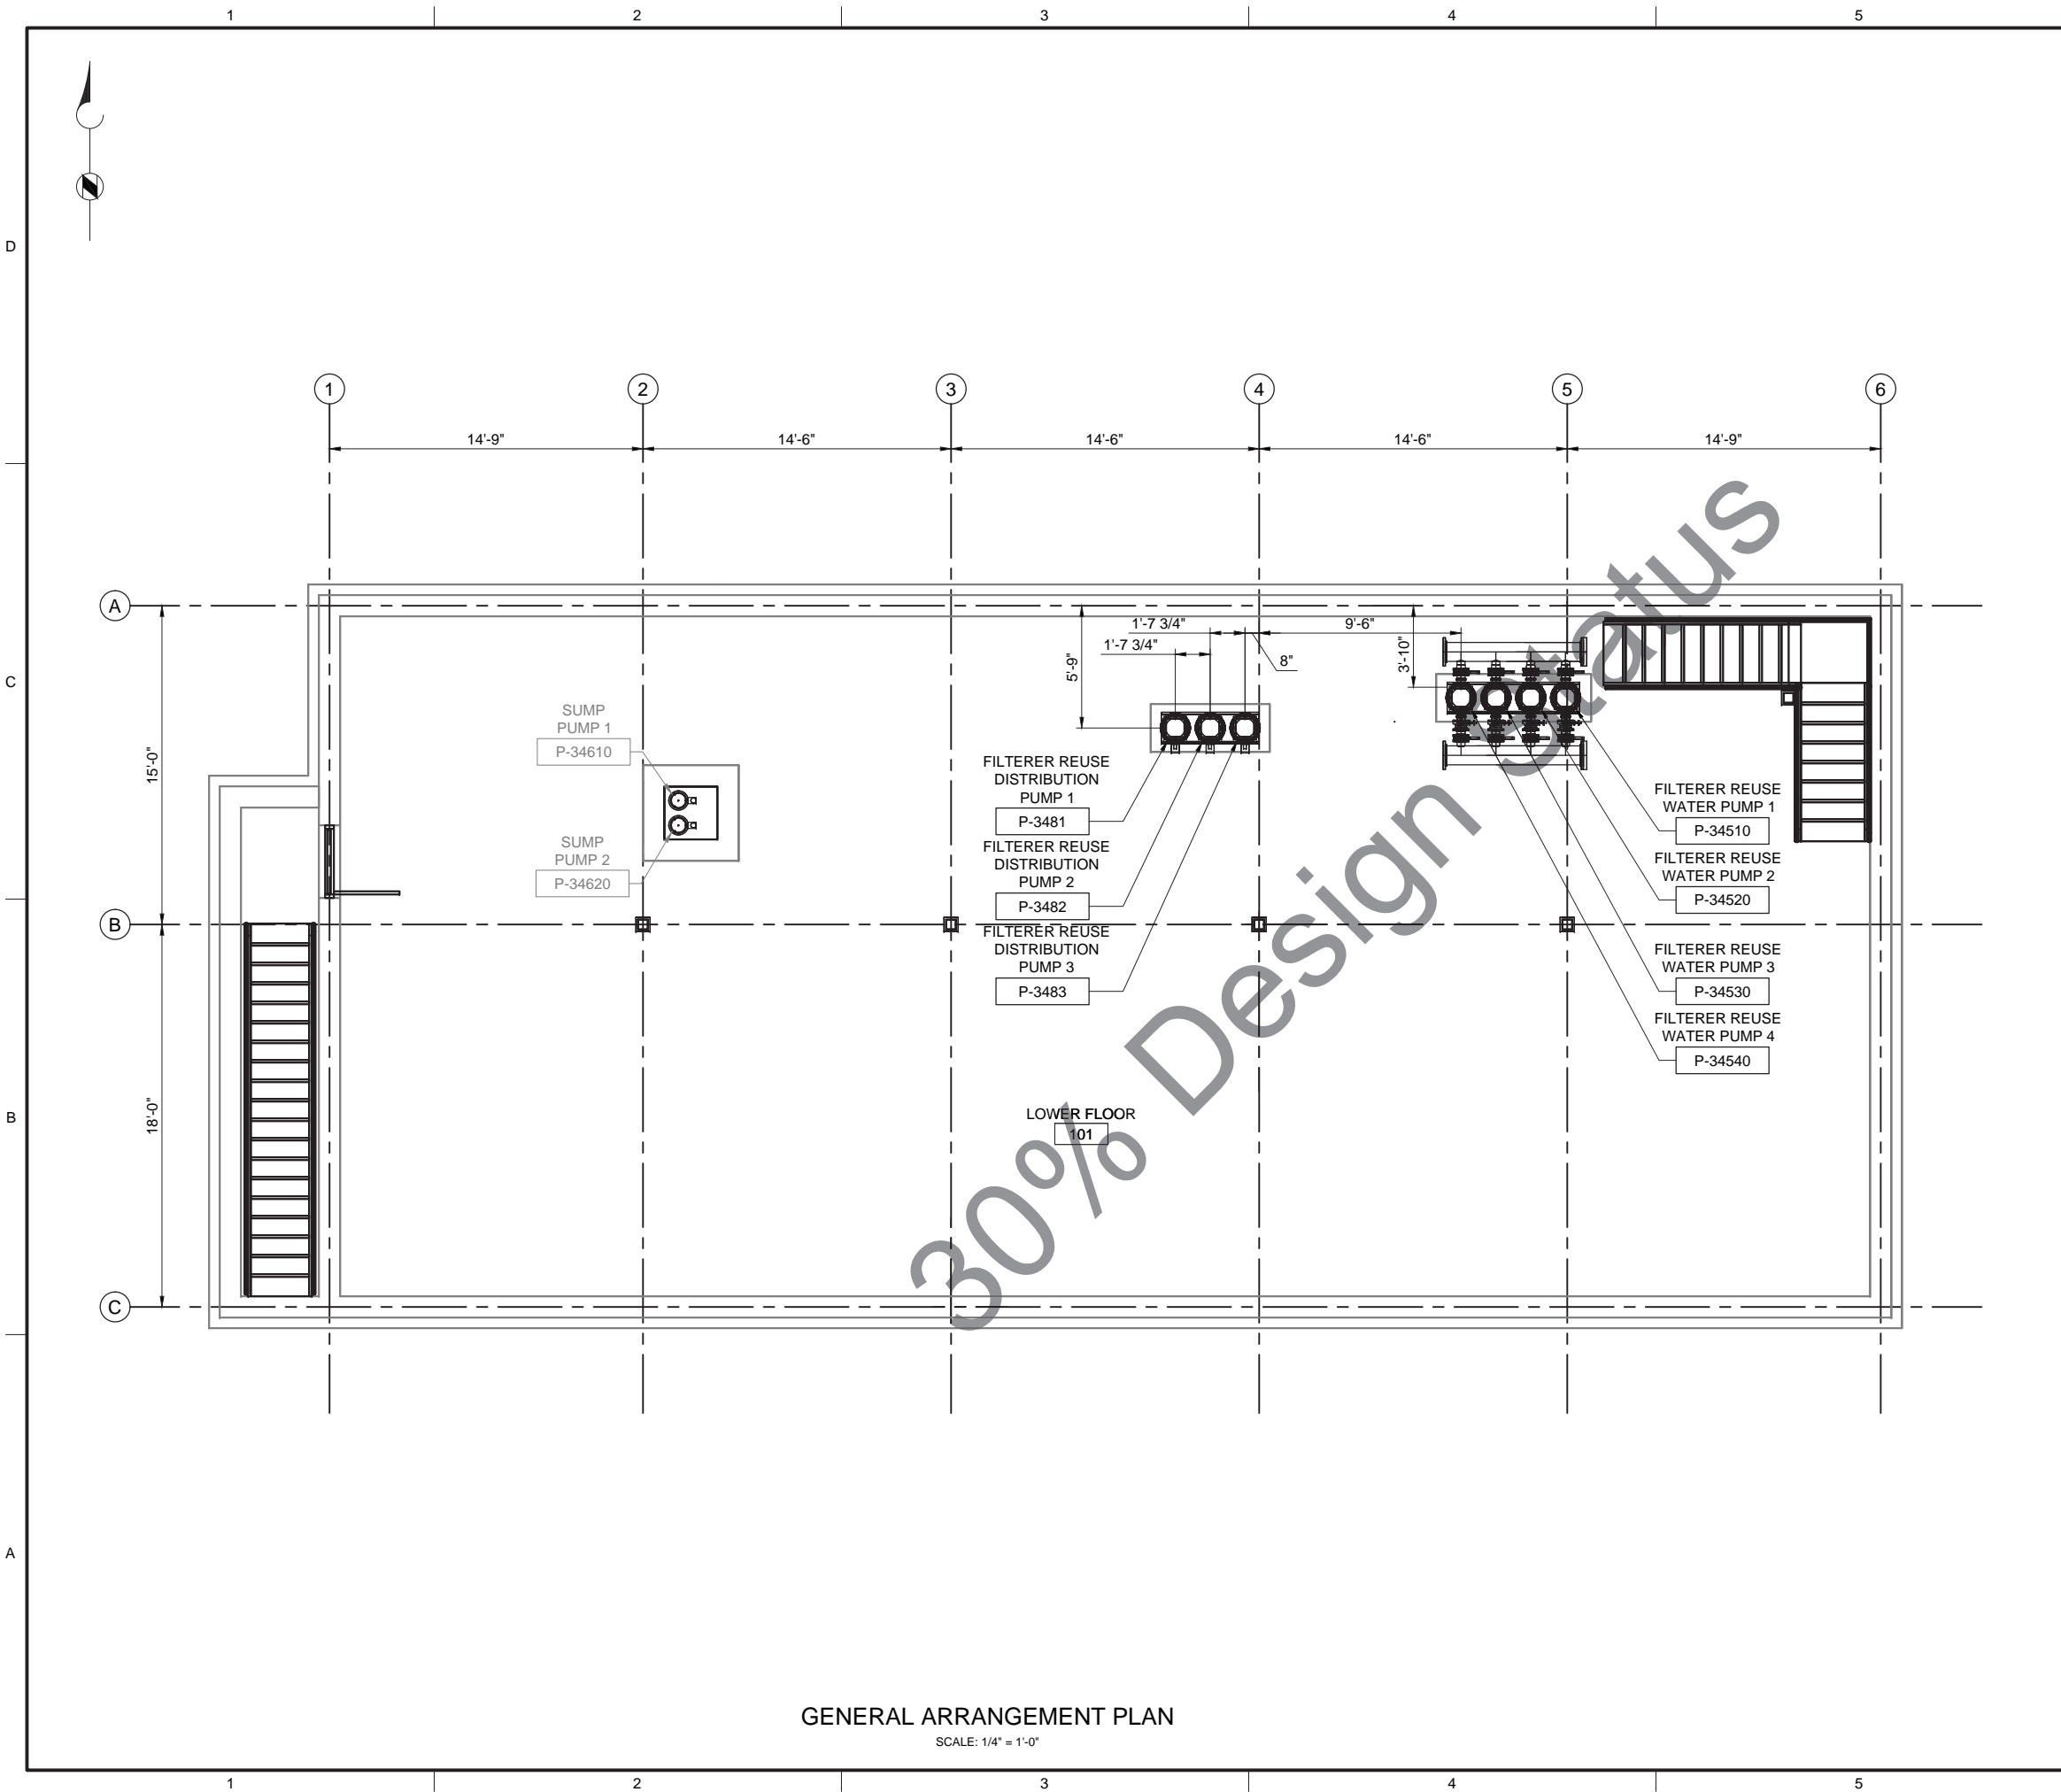 1 2 3 4 5
D
1 2 3 4 5 6
14'-9" 14'-6" 14'-6" 14'-6" 14'-9"
C
A
1'-7 3/4" 9'-6"
1'-7 3/4"
8"
5'-9"
3'-10"
15'-0"
SUMP
PUMP 1
P-34610
SUMP
PUMP 2
P-34620
FILTERER REUSE
DISTRIBUTION
PUMP 1
P-3481
FILTERER REUSE
DISTRIBUTION
PUMP 2
P-3482
FILTERER REUSE
DISTRIBUTION
PUMP 3
P-3483
FILTERER REUSE
WATER PUMP 1
P-34510
FILTERER REUSE
WATER PUMP 2
P-34520
FILTERER REUSE
WATER PUMP 3
P-34530
FILTERER REUSE
WATER PUMP 4
P-34540
B
B
18'-0"
LOWER FLOOR
101
30% Design Status
C
A
GENERAL ARRANGEMENT PLAN
SCALE: 1/4" = 1'-0"
1 2 3 4 5